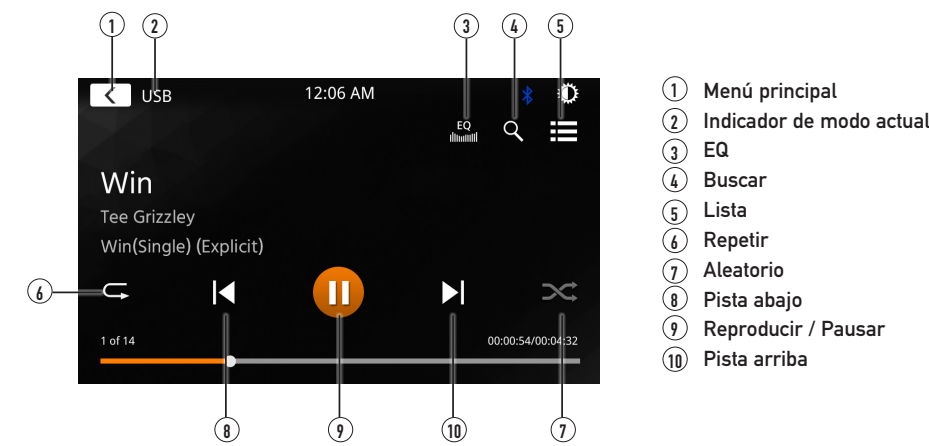 1 2 3 4 5
USB 12:06 AM
EQ
Win
Tee Grizzley
Win(Single) (Explicit)
6
1 of 14 00:00:54/00:04:32
8 9 10 7
1 Menú principal
2 Indicador de modo actual
3 EQ
4 Buscar
5 Lista
6 Repetir
7 Aleatorio
8 Pista abajo
9 Reproducir / Pausar
10 Pista arriba